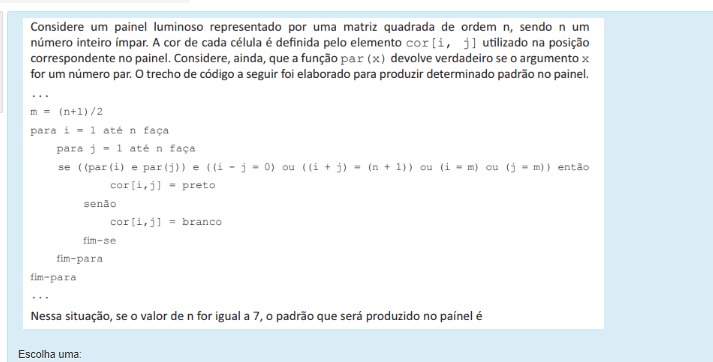 Considere um painel luminoso representado por uma matriz quadrada de ordem n, sendo n um
número inteiro ímpar. A cor de cada célula é definida pelo elemento cor[i, j] utilizado na posição
correspondente no painel. Considere, ainda, que a função par(x) devolve verdadeiro se o argumento x
for um número par. O trecho de código a seguir foi elaborado para produzir determinado padrão no painel.
...
m = (n+1)/2
para i = 1 até n faça
para j = 1 até n faça
se ((par(i) e par(j)) e ((i - j = 0) ou ((i + j) = (n + 1)) ou (i = m) ou (j = m)) então
cor[i,j] = preto
senão
cor[i,j] = branco
fim-se
fim-para
fim-para
...
Nessa situação, se o valor de n for igual a 7, o padrão que será produzido no painel é
Escolha uma: